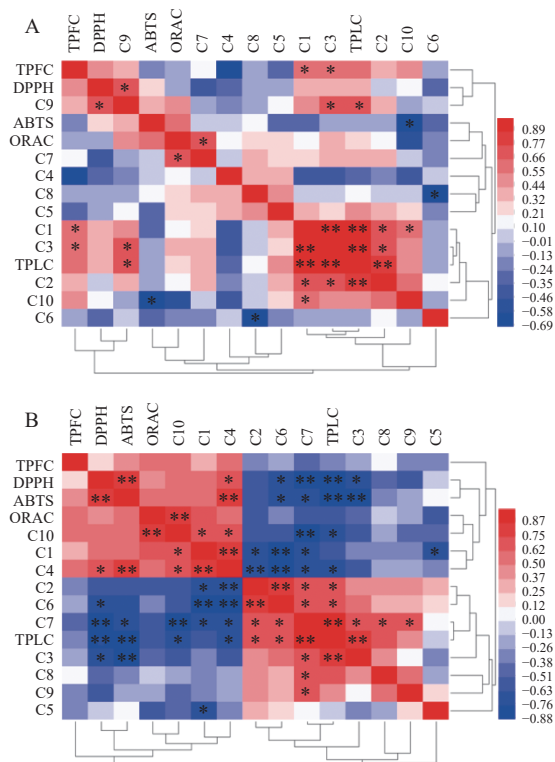 A
TPFC DPPH C9 ABTS ORAC C7 C4 C8 C5 C1 C3 TPLC C2 C10 C6
TPFC * *
DPPH *
C9 * * *
ABTS *
ORAC *
C7 *
C4
C8 *
C5
C1 * ** ** * *
C3 * * ** ** *
TPLC * ** ** **
C2 * * **
C10 * *
C6 *
0.89
0.77
0.66
0.55
0.44
0.32
0.21
0.10
−0.01
−0.13
−0.24
−0.35
−0.46
−0.58
−0.69
B
TPFC DPPH ABTS ORAC C10 C1 C4 C2 C6 C7 TPLC C3 C8 C9 C5
TPFC
DPPH ** * * ** ** *
ABTS ** ** * * ** **
ORAC **
C10 ** * * ** *
C1 * ** * ** * *
C4 * ** * ** ** ** * *
C2 * ** ** * *
C6 * ** ** ** * *
C7 ** * ** * * * * ** * * *
TPLC ** ** * * * * ** **
C3 * ** * **
C8 *
C9 *
C5 *
0.87
0.75
0.62
0.50
0.37
0.25
0.12
0.00
−0.13
−0.26
−0.38
−0.51
−0.63
−0.76
−0.88